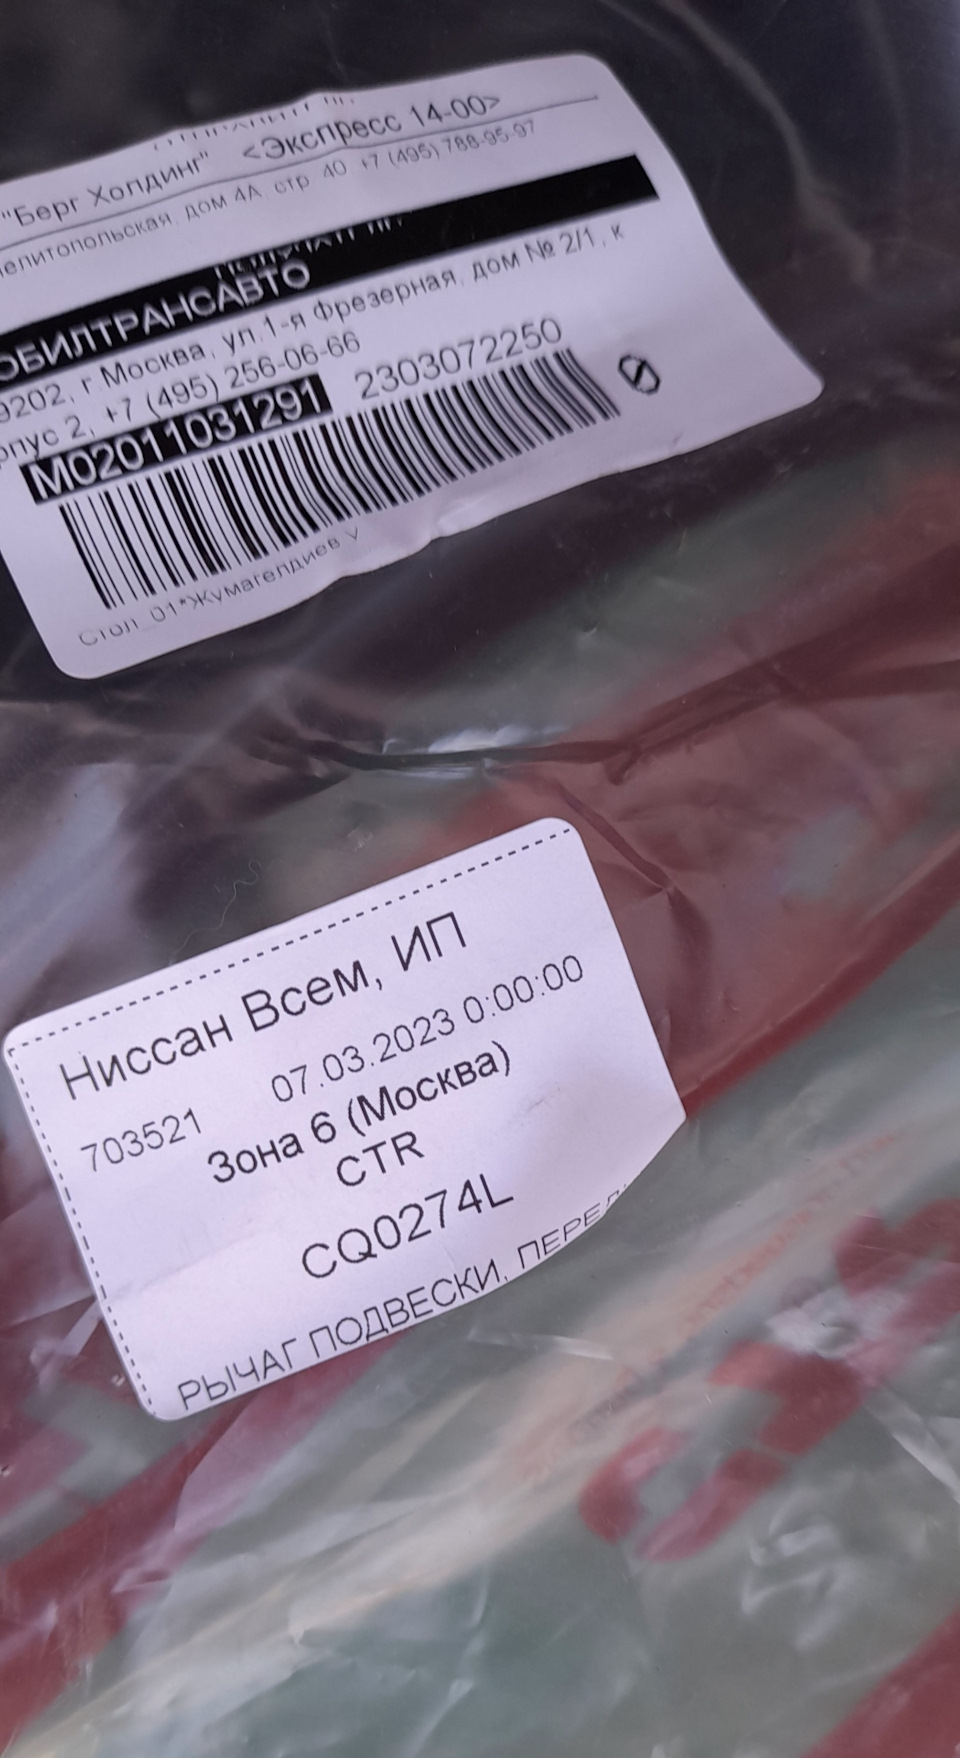 "Берг Холдинг" <Экспресс 14-00>
елитопольская, дом 4А, стр. 40 +7 (495) 788-95-97
ОБИЛТРАНСАВТО
9202, г Москва, ул.1-я Фрезерная, дом № 2/1, к
рпус 2, +7 (495) 256-06-66
М02011031291 2303072250
0
Стол_01*Жумагелдиев У
Ниссан Всем, ИП
703521 07.03.2023 0:00:00
Зона 6 (Москва)
CTR
CQ0274L
РЫЧАГ ПОДВЕСКИ, ПЕРЕД